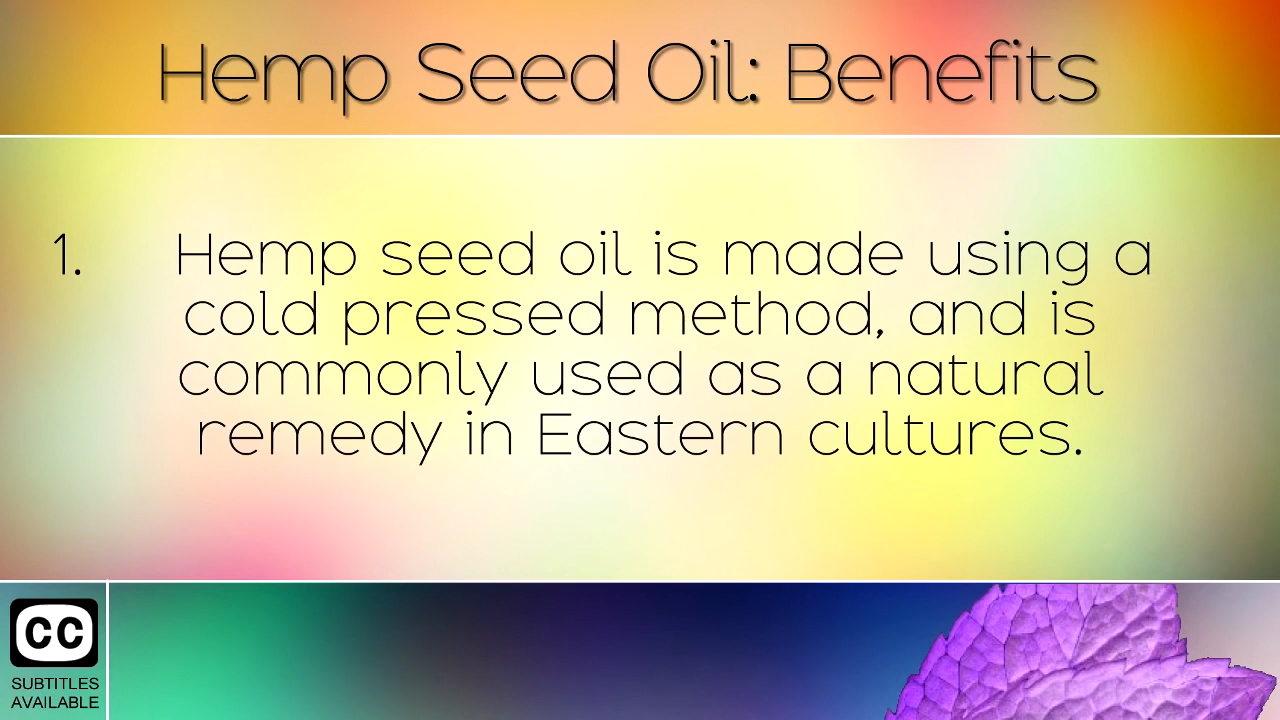 Hemp Seed Oil: Benefits
1. Hemp seed oil is made using a
cold pressed method, and is
commonly used as a natural
remedy in Eastern cultures.
CC
SUBTITLES
AVAILABLE